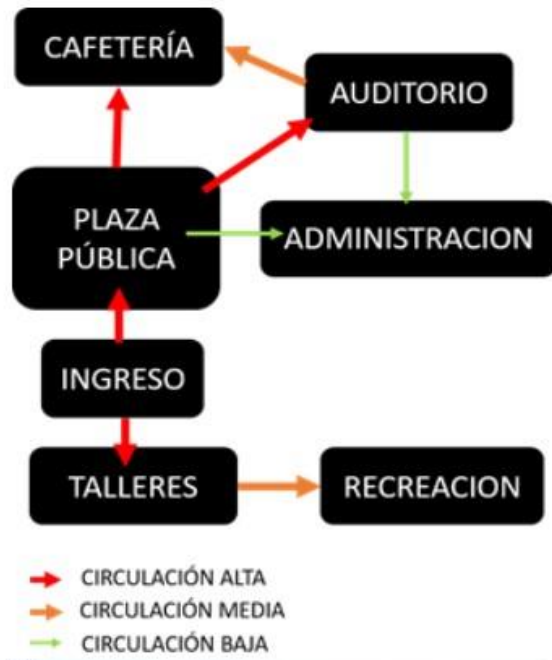 CAFETERÍA
AUDITORIO
PLAZA
PÚBLICA
ADMINISTRACION
INGRESO
TALLERES
RECREACION
CIRCULACIÓN ALTA
CIRCULACIÓN MEDIA
CIRCULACIÓN BAJA